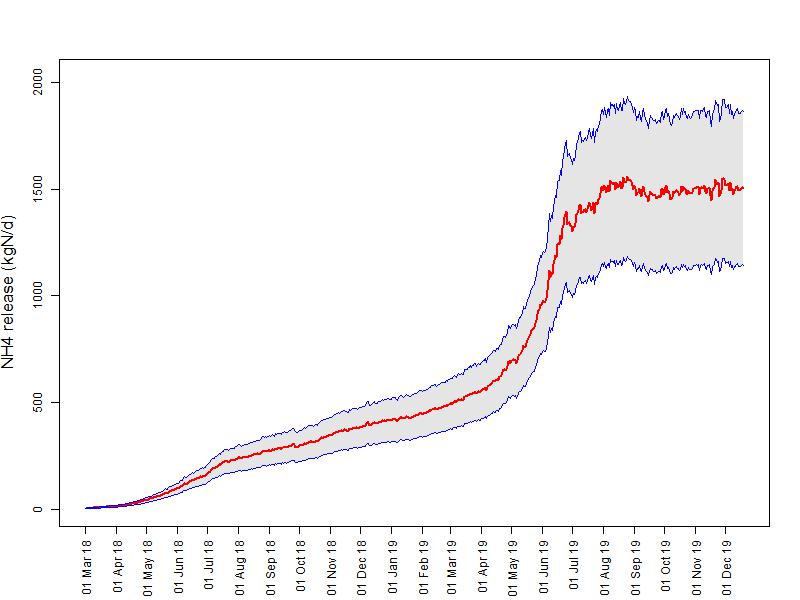 NH4 release (kgN/d)
2000
1500
1000
500
0
01 Mar 18
01 Apr 18
01 May 18
01 Jun 18
01 Jul 18
01 Aug 18
01 Sep 18
01 Oct 18
01 Nov 18
01 Dec 18
01 Jan 19
01 Feb 19
01 Mar 19
01 Apr 19
01 May 19
01 Jun 19
01 Jul 19
01 Aug 19
01 Sep 19
01 Oct 19
01 Nov 19
01 Dec 19